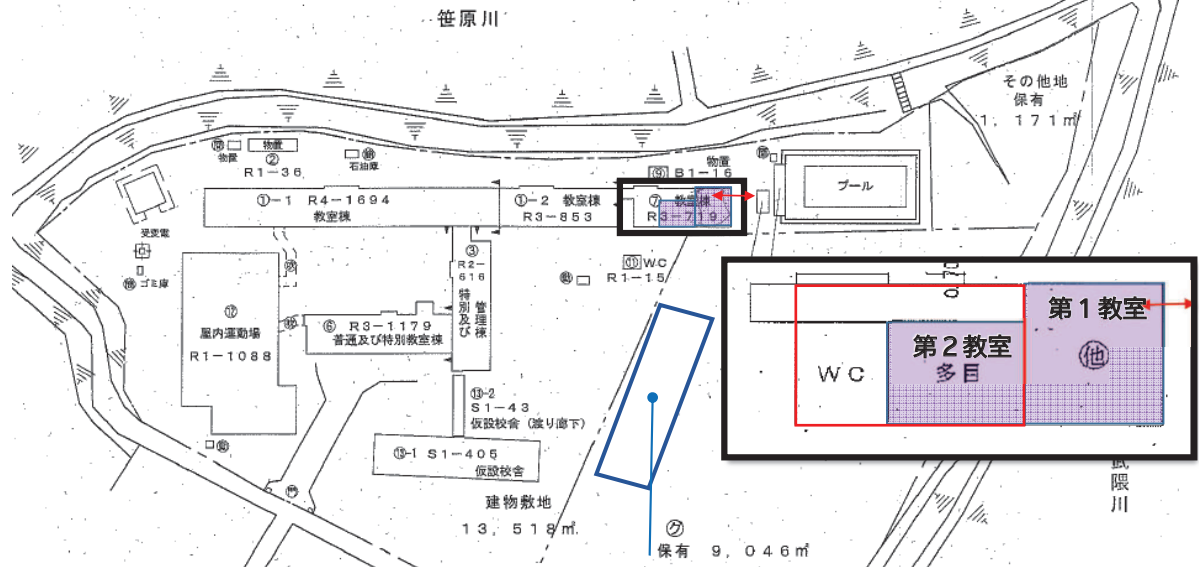 笹原川
その他地
保有
1,171㎡
物置
物置
②
R1-36
石油庫
物置
⑨ B1-16
プール
①-1 R4-1694
教室棟
①-2 教室棟
R3-853
⑦ 教室棟
R3-719
受変電
ゴミ庫
③
R2-
616
特別及び
管理棟
⑪ WC
R1-15
屋内運動場
R1-1088
⑥ R3-1179
普通及び特別教室棟
⑬-2
S1-43
仮設校舎(渡り廊下)
⑬-1 S1-405
仮設校舎
建物敷地
13,518㎡
グ
保有 9,046㎡
第1教室
第2教室
WC
多目
他
隈川